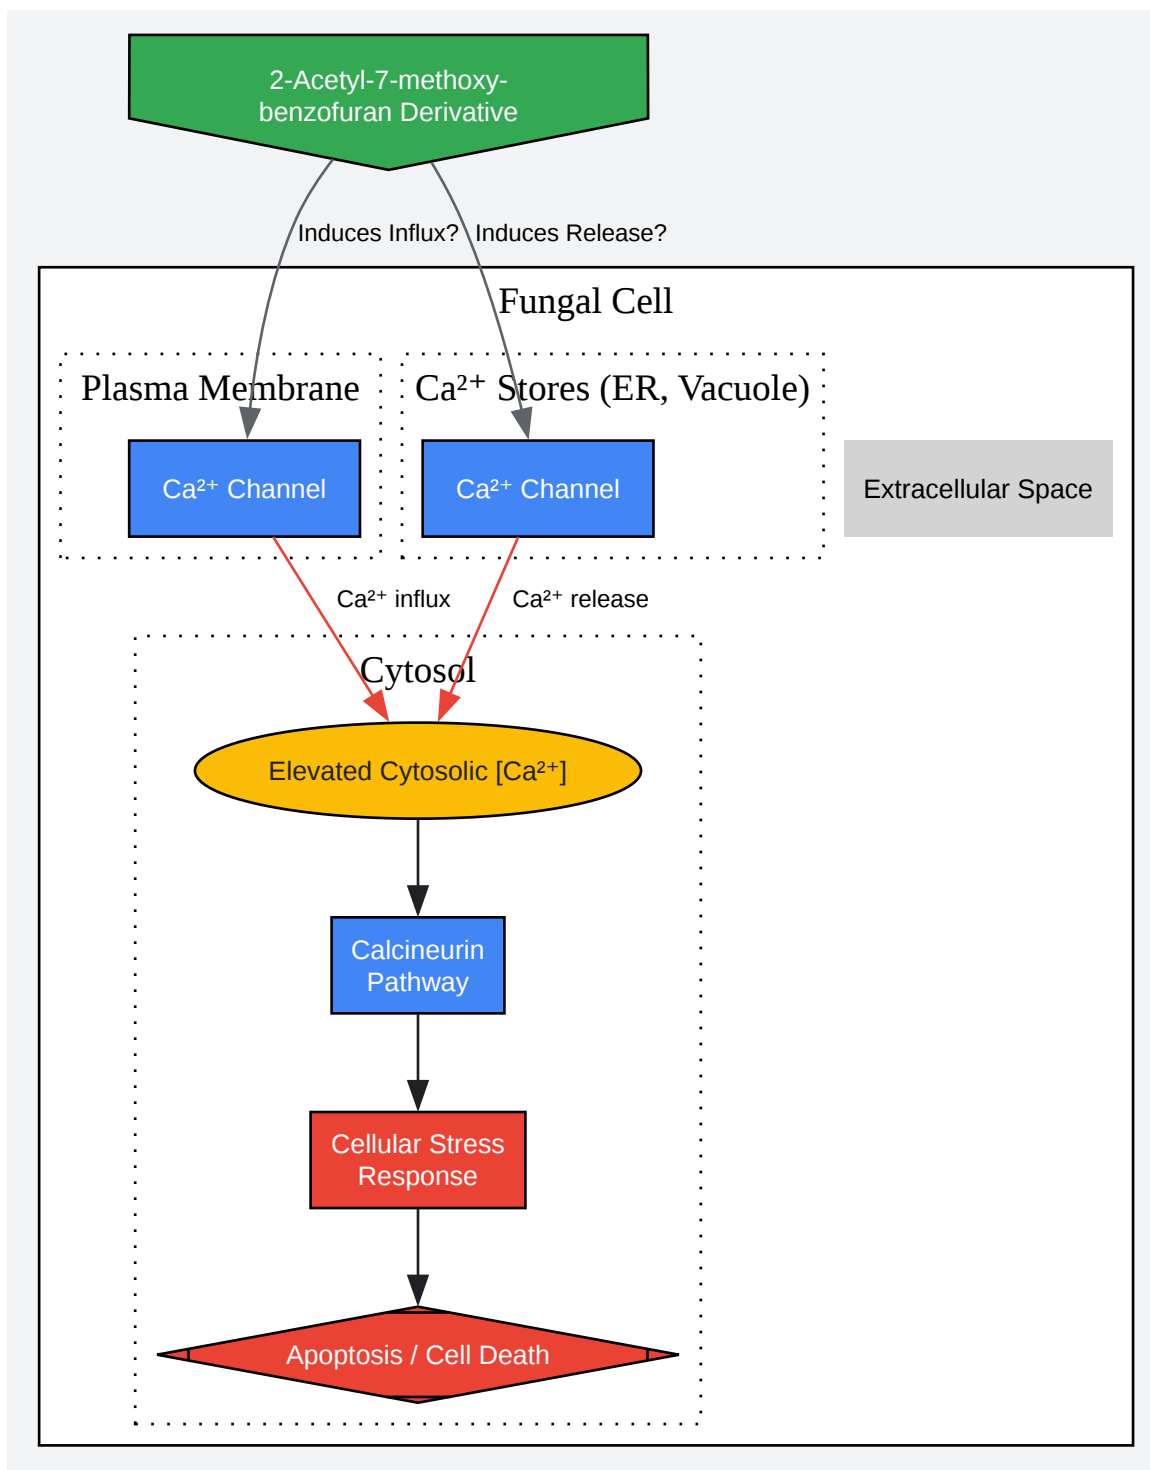 2-Acetyl-7-methoxy-
benzofuran Derivative
Induces Influx?
Induces Release?
Fungal Cell
Plasma Membrane
Ca²⁺ Stores (ER, Vacuole)
Ca²⁺ Channel
Ca²⁺ Channel
Extracellular Space
Ca²⁺ influx
Ca²⁺ release
Cytosol
Elevated Cytosolic [Ca²⁺]
Calcineurin
Pathway
Cellular Stress
Response
Apoptosis / Cell Death